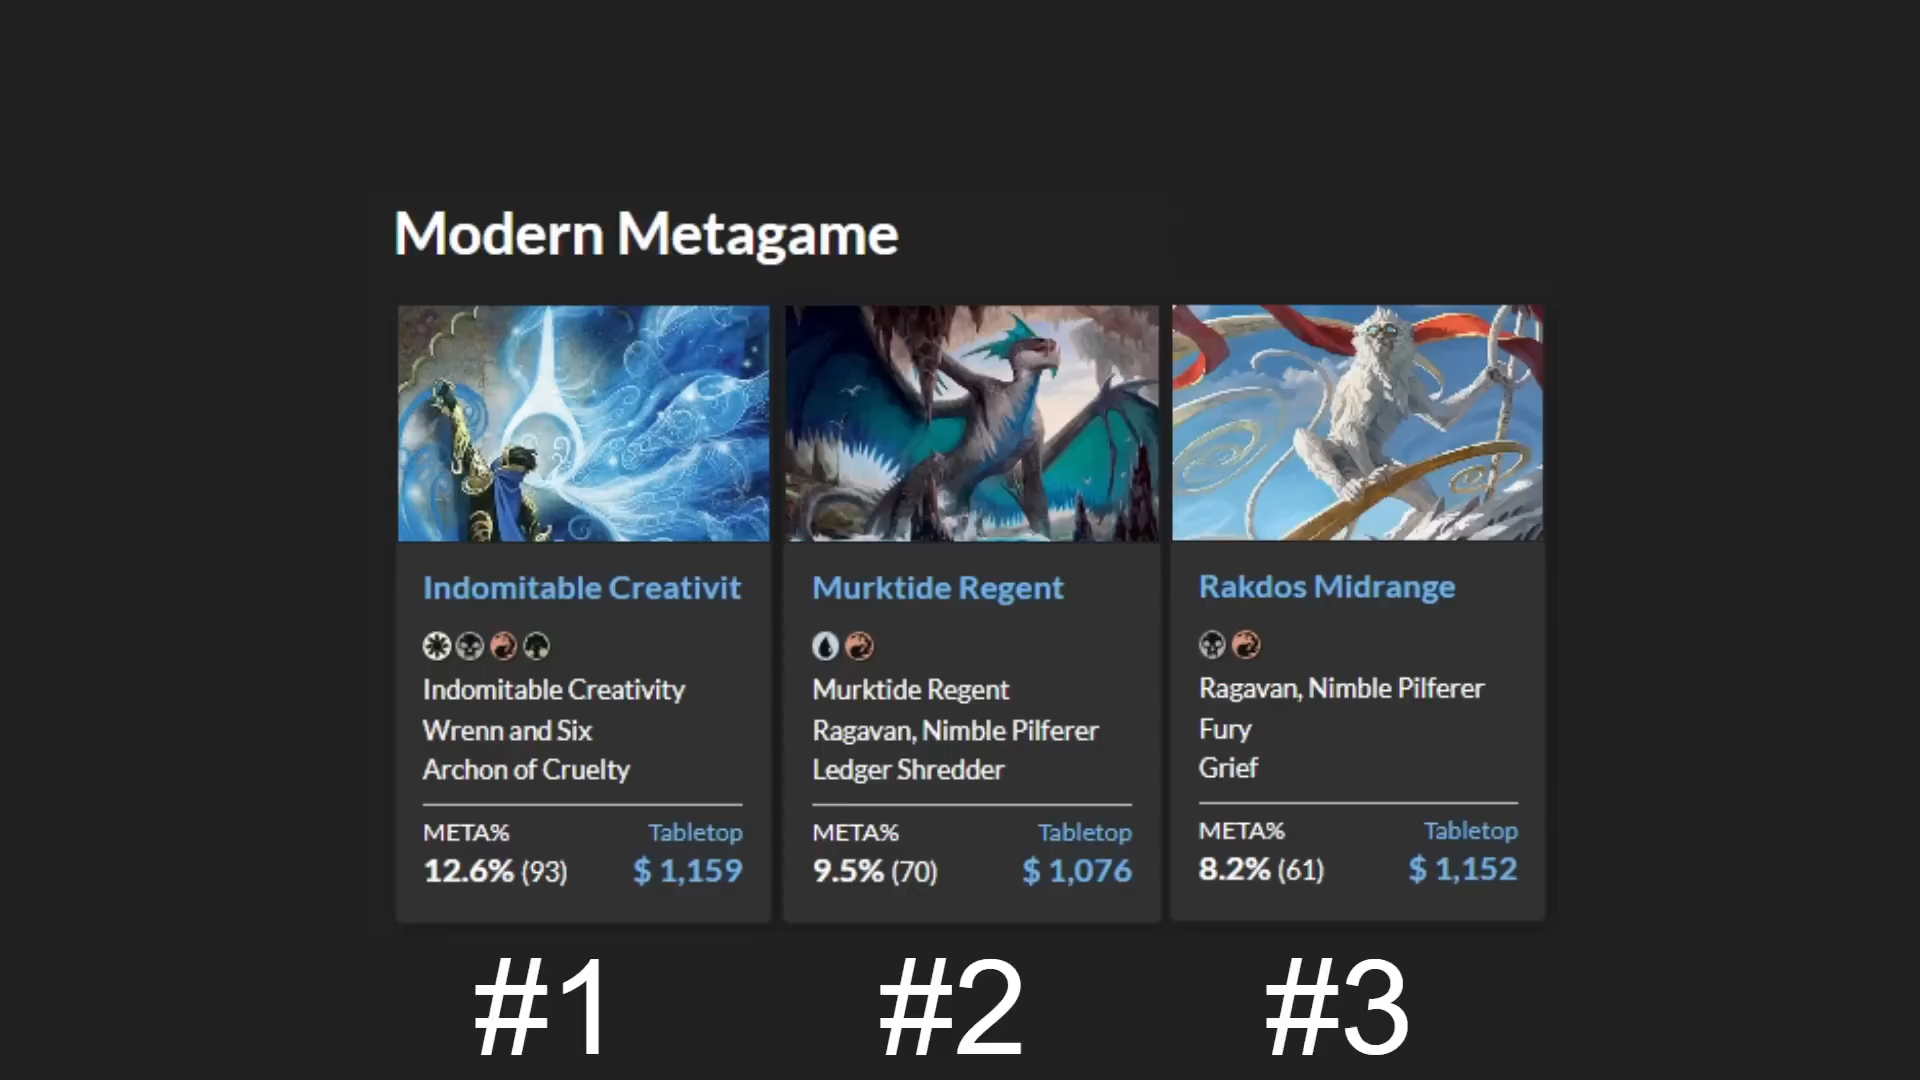 Modern Metagame
Indomitable Creativit
Indomitable Creativity
Wrenn and Six
Archon of Cruelty
META% Tabletop
12.6% (93) $ 1,159
#1
Murktide Regent
Murktide Regent
Ragavan, Nimble Pilferer
Ledger Shredder
META% Tabletop
9.5% (70) $ 1,076
#2
Rakdos Midrange
Ragavan, Nimble Pilferer
Fury
Grief
META% Tabletop
8.2% (61) $ 1,152
#3